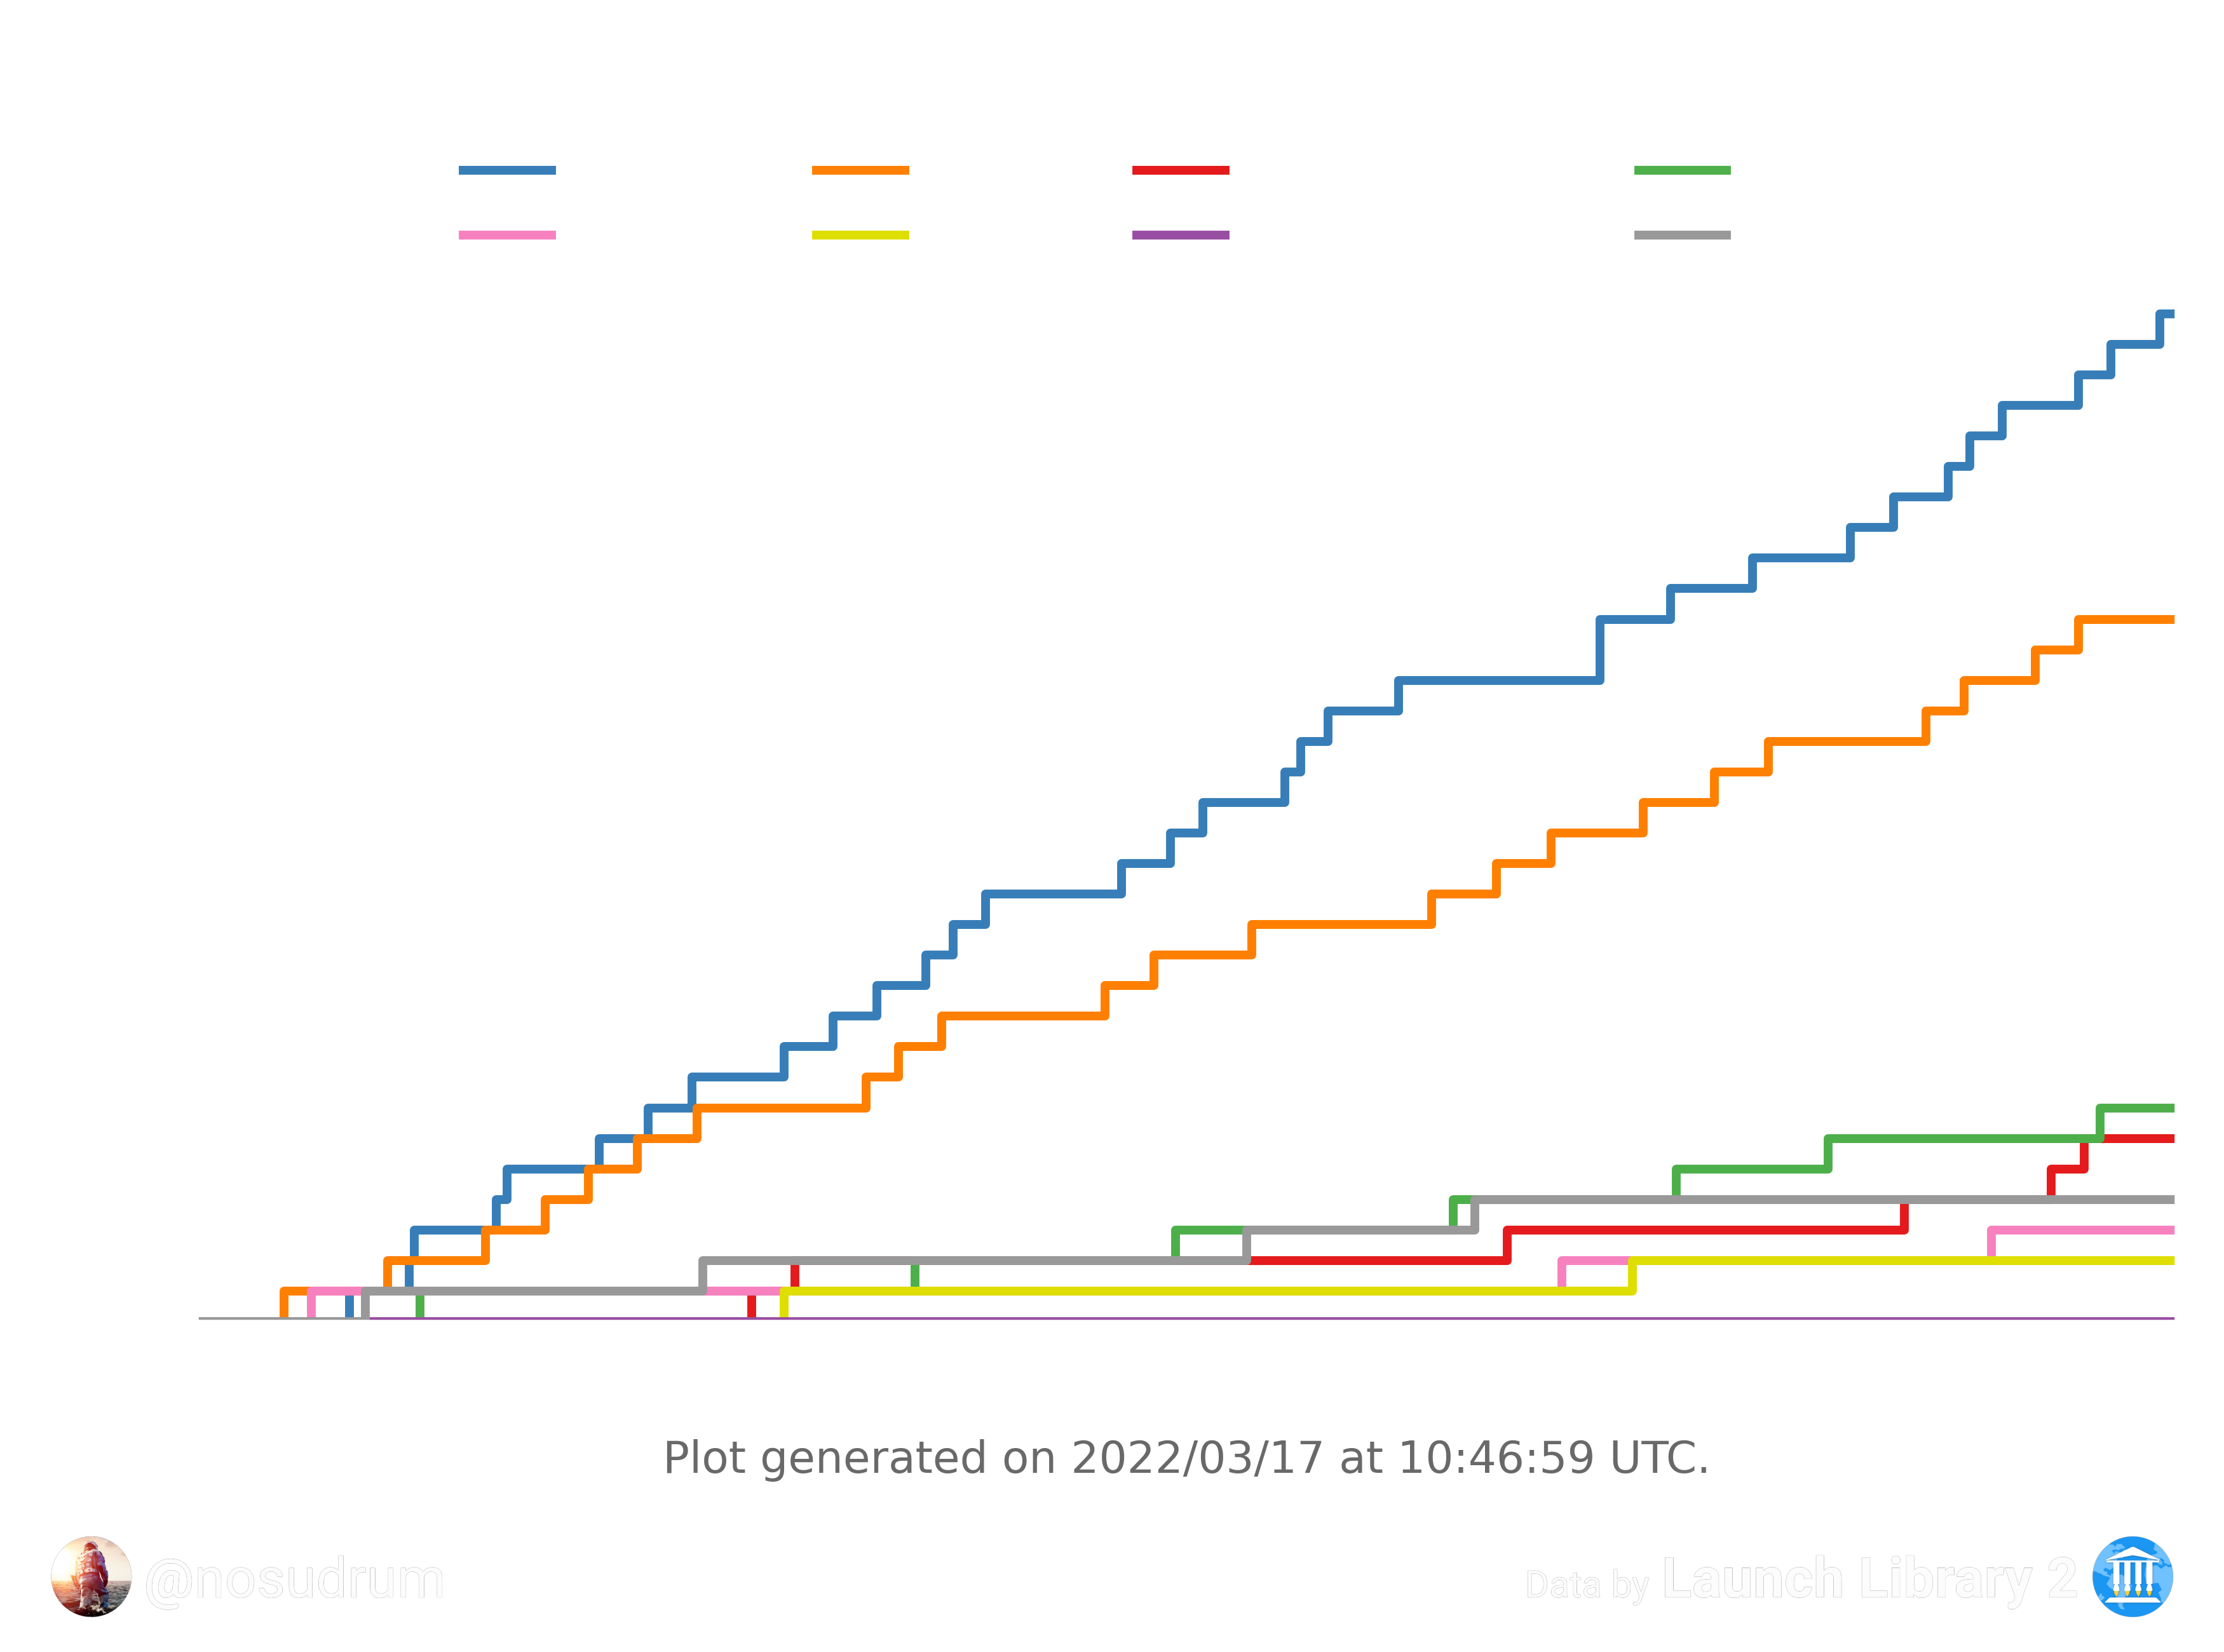 Plot generated on 2022/03/17 at 10:46:59 UTC.
@nosudrum
Data by Launch Library 2